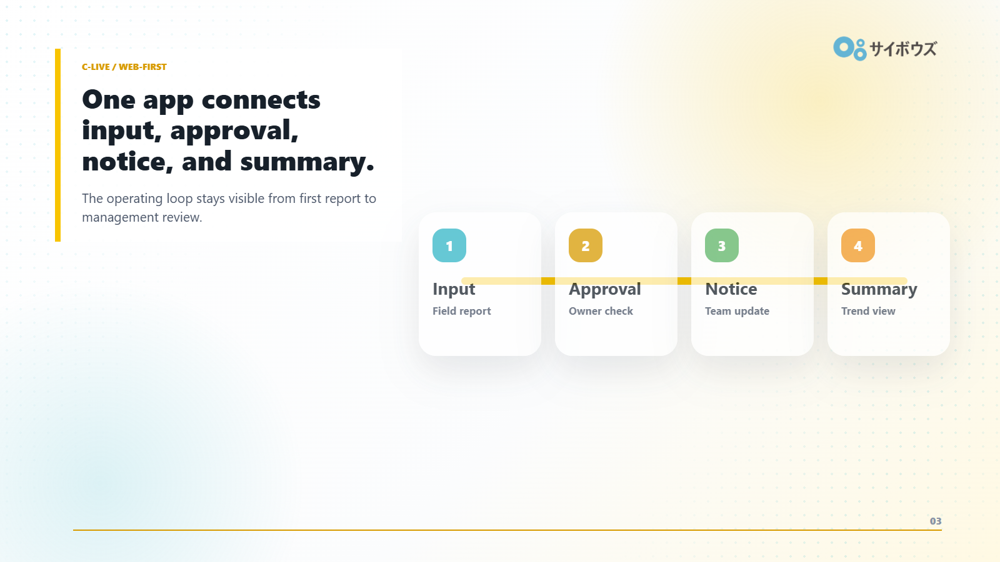 C-LIVE / WEB-FIRST
One app connects
input, approval,
notice, and summary.
The operating loop stays visible from first report to
management review.
サイボウズ
1
Input
Field report
2
Approval
Owner check
3
Notice
Team update
4
Summary
Trend view
03